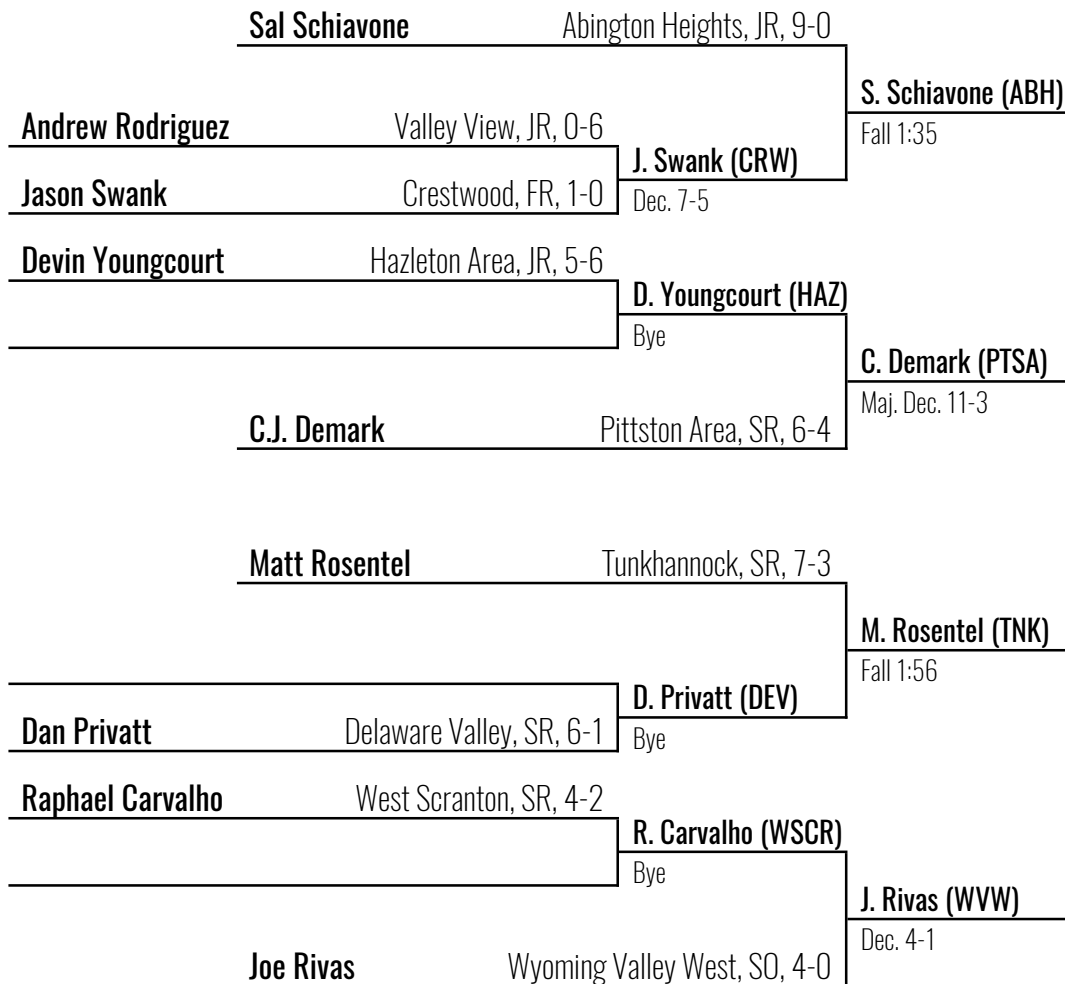 Sal Schiavone Abington Heights, JR, 9-0
S. Schiavone (ABH)
Fall 1:35
Andrew Rodriguez Valley View, JR, 0-6
J. Swank (CRW)
Dec. 7-5
Jason Swank Crestwood, FR, 1-0
Devin Youngcourt Hazleton Area, JR, 5-6
D. Youngcourt (HAZ)
Bye
C. Demark (PTSA)
Maj. Dec. 11-3
C.J. Demark Pittston Area, SR, 6-4
Matt Rosentel Tunkhannock, SR, 7-3
M. Rosentel (TNK)
Fall 1:56
D. Privatt (DEV)
Bye
Dan Privatt Delaware Valley, SR, 6-1
Raphael Carvalho West Scranton, SR, 4-2
R. Carvalho (WSCR)
Bye
J. Rivas (WVW)
Dec. 4-1
Joe Rivas Wyoming Valley West, SO, 4-0